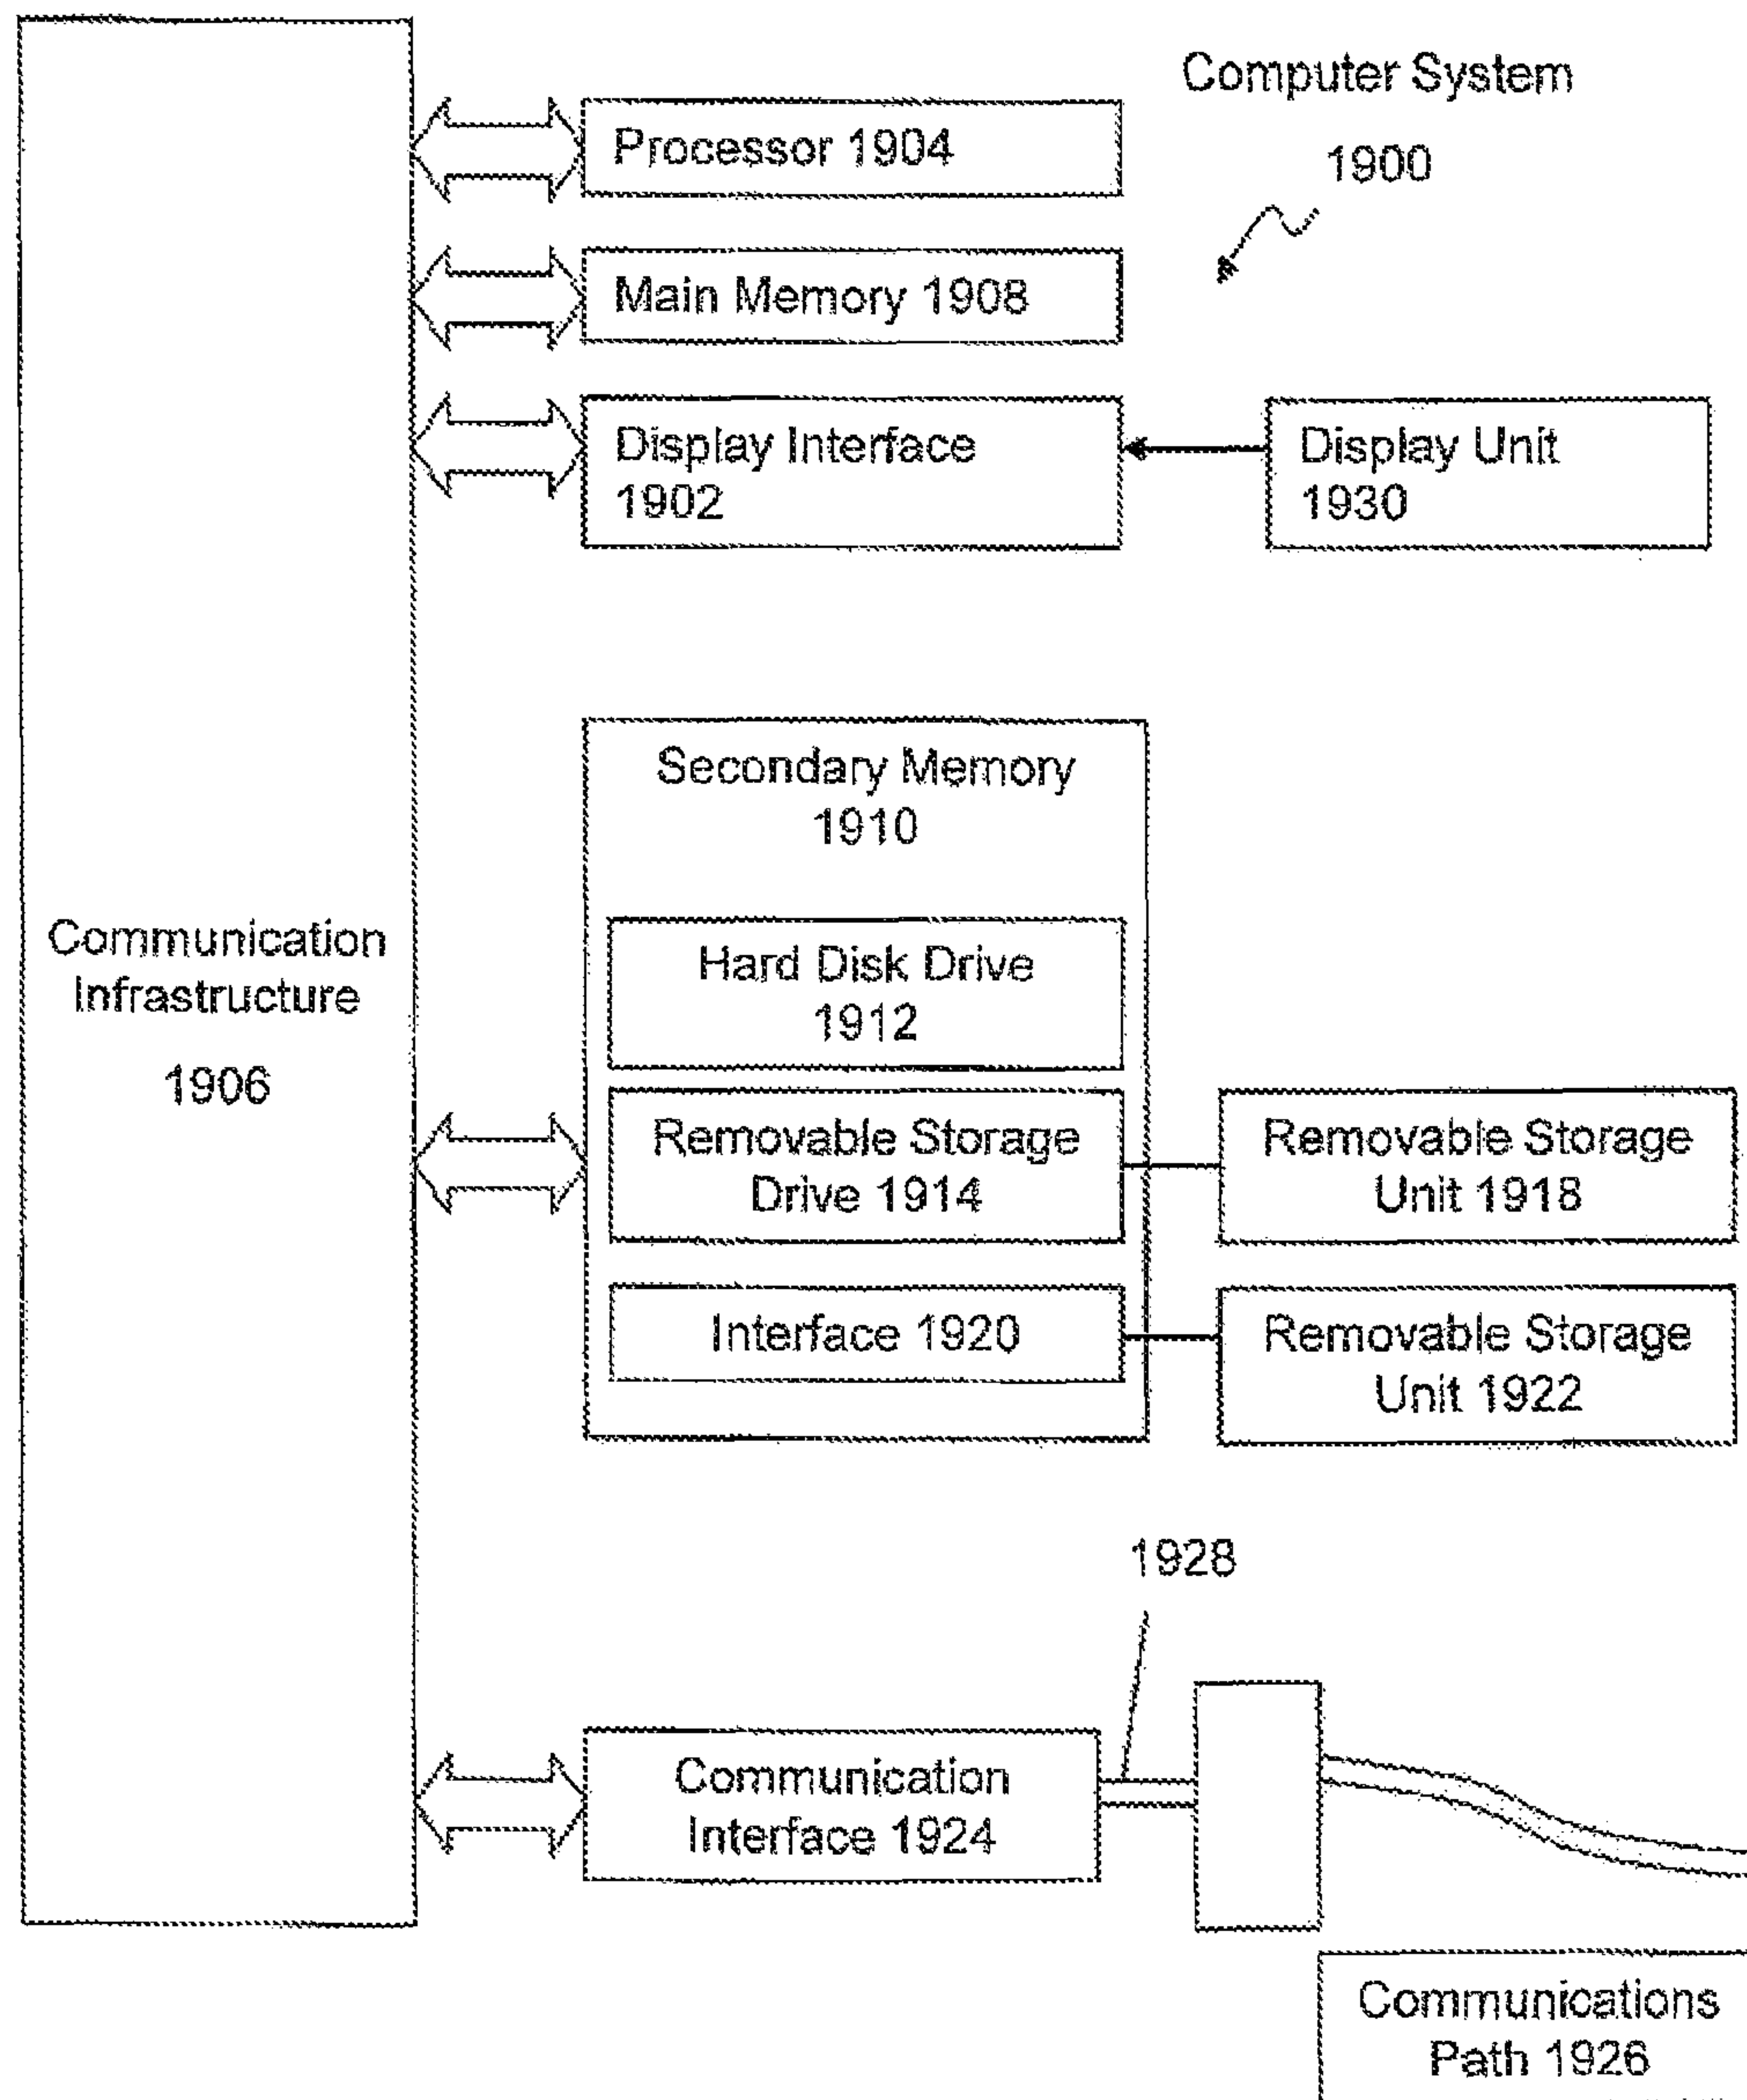 Computer System
1900
Processor 1904
Main Memory 1908
Display Interface
1902
Display Unit
1930
Secondary Memory
1910
Communication
Infrastructure
1906
Hard Disk Drive
1912
Removable Storage
Drive 1914
Removable Storage
Unit 1918
Interface 1920
Removable Storage
Unit 1922
1928
Communication
Interface 1924
Communications
Path 1926